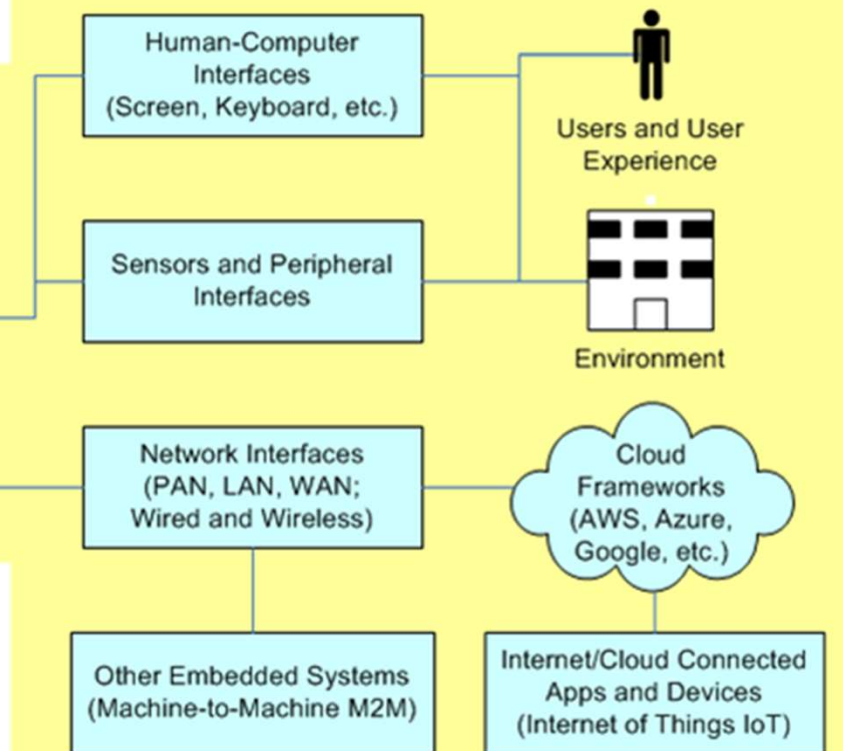 Human-Computer
Interfaces
(Screen, Keyboard, etc.)
Users and User
Experience
Sensors and Peripheral
Interfaces
Environment
Network Interfaces
(PAN, LAN, WAN;
Wired and Wireless)
Cloud
Frameworks
(AWS, Azure,
Google, etc.)
Other Embedded Systems
(Machine-to-Machine M2M)
Internet/Cloud Connected
Apps and Devices
(Internet of Things IoT)